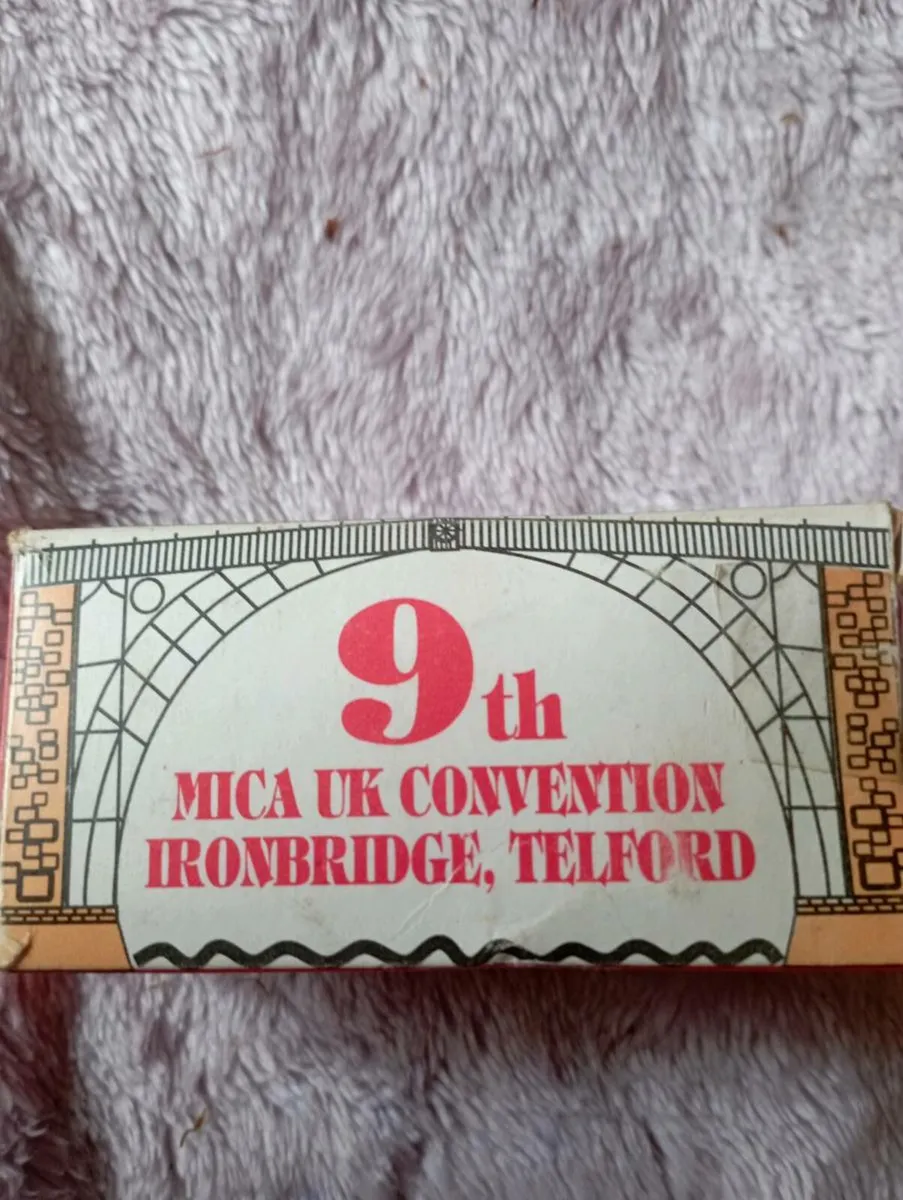 9th
MICA UK CONVENTION
IRONBRIDGE, TELFORD